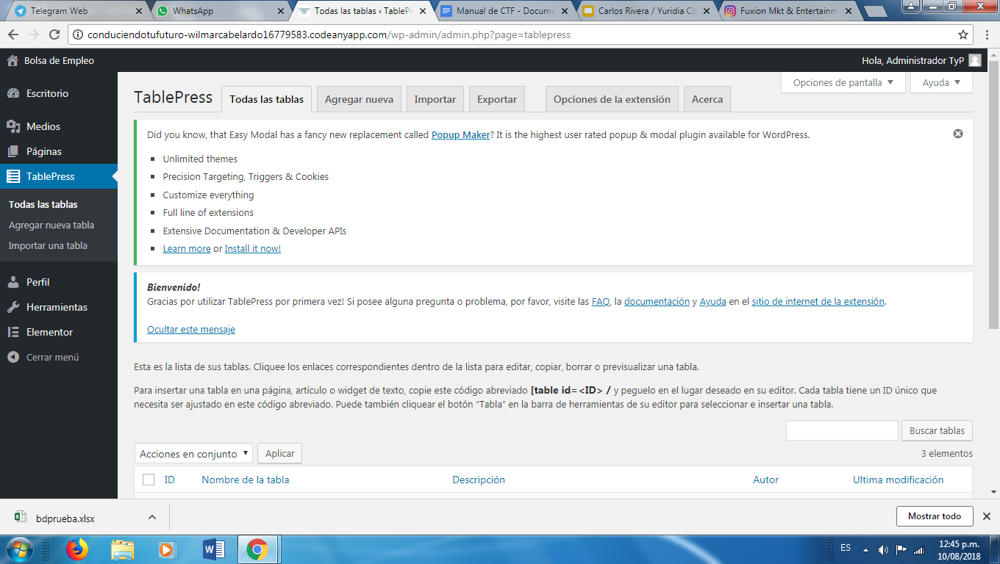 Telegram Web
WhatsApp
Todas las tablas ‹ TablePr
Manual de CTF - Docume
Carlos Rivera / Yuridia Co
Fuxion Mkt & Entertainm
conduciendotufuturo-wilmarcabelardo16779583.codeanyapp.com/wp-admin/admin.php?page=tablepress
Bolsa de Empleo
Hola, Administrador TyP
Escritorio
Medios
Páginas
TablePress
Todas las tablas
Agregar nueva tabla
Importar una tabla
Perfil
Herramientas
Elementor
Cerrar menú
Opciones de pantalla
Ayuda
TablePress
Todas las tablas
Agregar nueva
Importar
Exportar
Opciones de la extensión
Acerca
Did you know, that Easy Modal has a fancy new replacement called Popup Maker? It is the highest user rated popup & modal plugin available for WordPress.
Unlimited themes
Precision Targeting, Triggers & Cookies
Customize everything
Full line of extensions
Extensive Documentation & Developer APIs
Learn more or Install it now!
Bienvenido!
Gracias por utilizar TablePress por primera vez! Si posee alguna pregunta o problema, por favor, visite las FAQ, la documentación y Ayuda en el sitio de internet de la extensión.
Ocultar este mensaje
Esta es la lista de sus tablas. Cliquee los enlaces correspondientes dentro de la lista para editar, copiar, borrar o previsualizar una tabla.
Para insertar una tabla en una página, artículo o widget de texto, copie este código abreviado [table id=<ID> / y peguelo en el lugar deseado en su editor. Cada tabla tiene un ID único que
necesita ser ajustado en este código abreviado. Puede también cliquear el botón “Tabla” en la barra de herramientas de su editor para seleccionar e insertar una tabla.
Buscar tablas
Acciones en conjunto
Aplicar
3 elementos
ID
Nombre de la tabla
Descripción
Autor
Ultima modificación
bdprueba.xlsx
Mostrar todo
ES
12:45 p.m.
10/08/2018